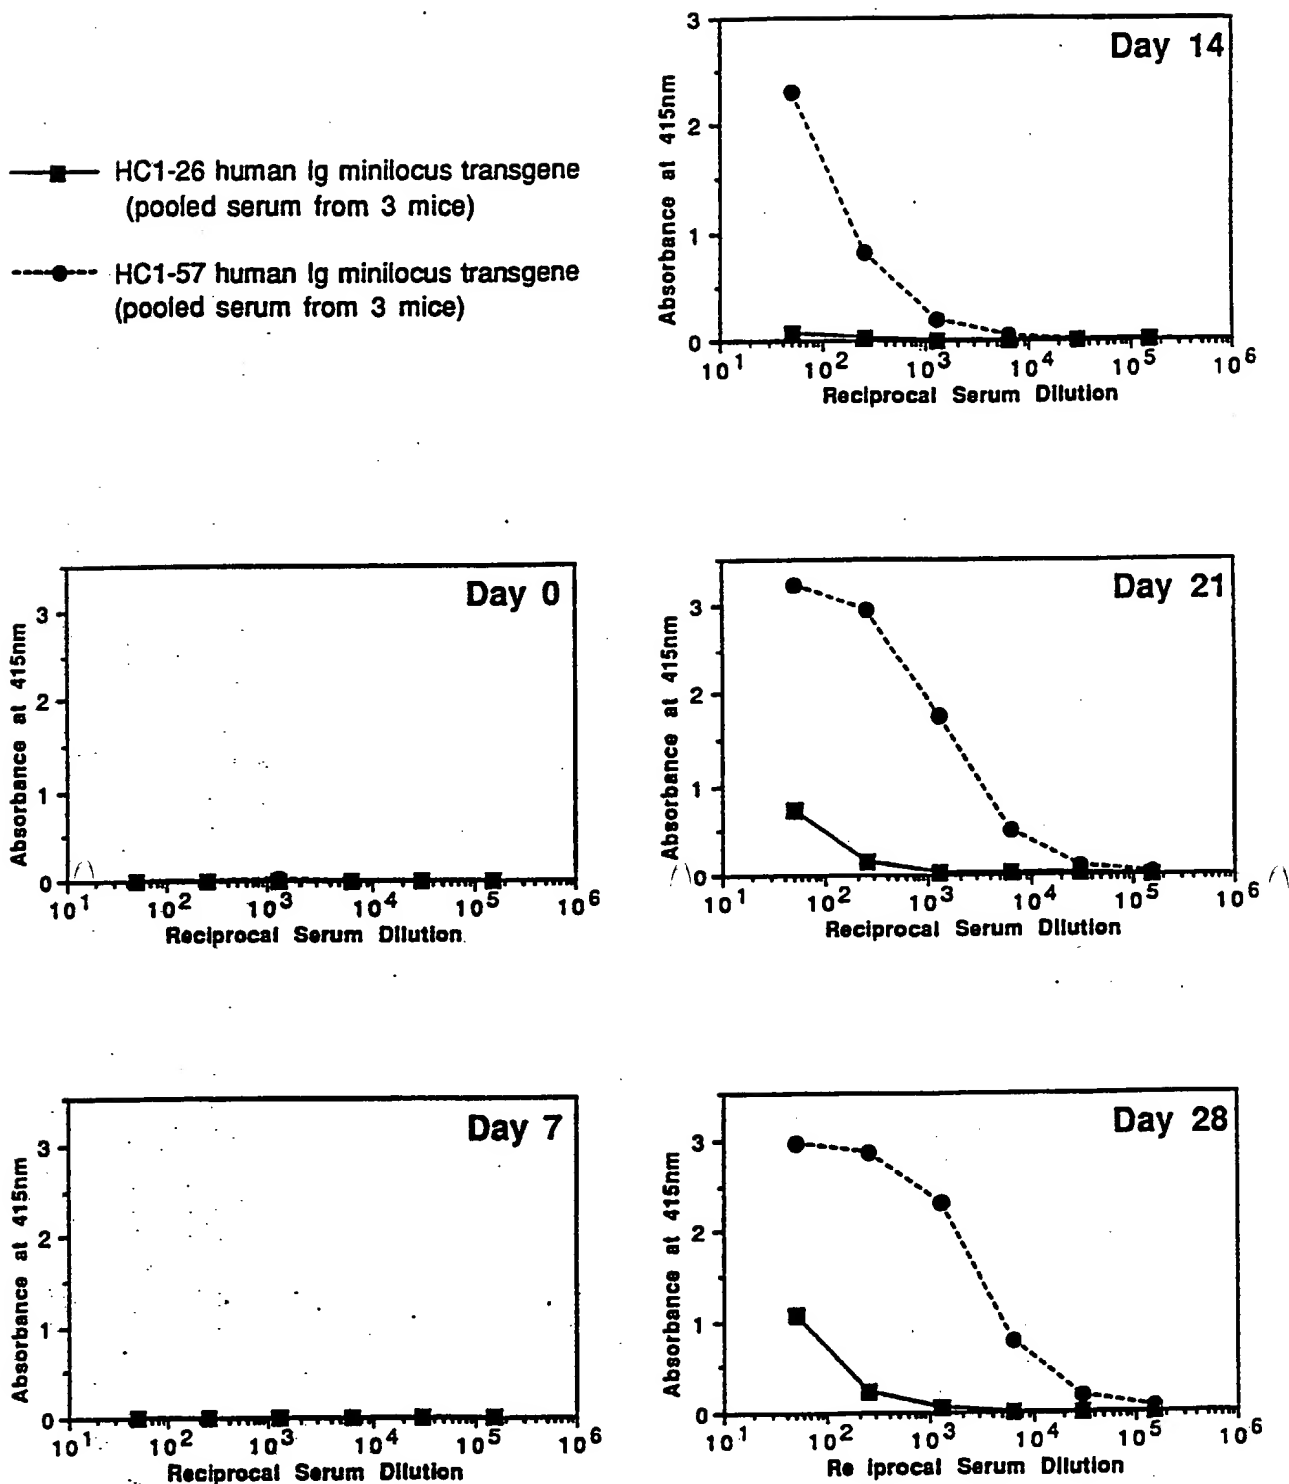 HC1-26 human Ig minilocus transgene
(pooled serum from 3 mice)
HC1-57 human Ig minilocus transgene
(pooled serum from 3 mice)
Day 14
Absorbance at 415nm
3
2
1
0
10^1 10^2 10^3 10^4 10^5 10^6
Reciprocal Serum Dilution
Day 0
Absorbance at 415nm
3
2
1
0
10^1 10^2 10^3 10^4 10^5 10^6
Reciprocal Serum Dilution
Day 21
Absorbance at 415nm
3
2
1
0
10^1 10^2 10^3 10^4 10^5 10^6
Reciprocal Serum Dilution
Day 7
Absorbance at 415nm
3
2
1
0
10^1 10^2 10^3 10^4 10^5 10^6
Reciprocal Serum Dilution
Day 28
Absorbance at 415nm
3
2
1
0
10^1 10^2 10^3 10^4 10^5 10^6
Re iprocal Serum Dilution